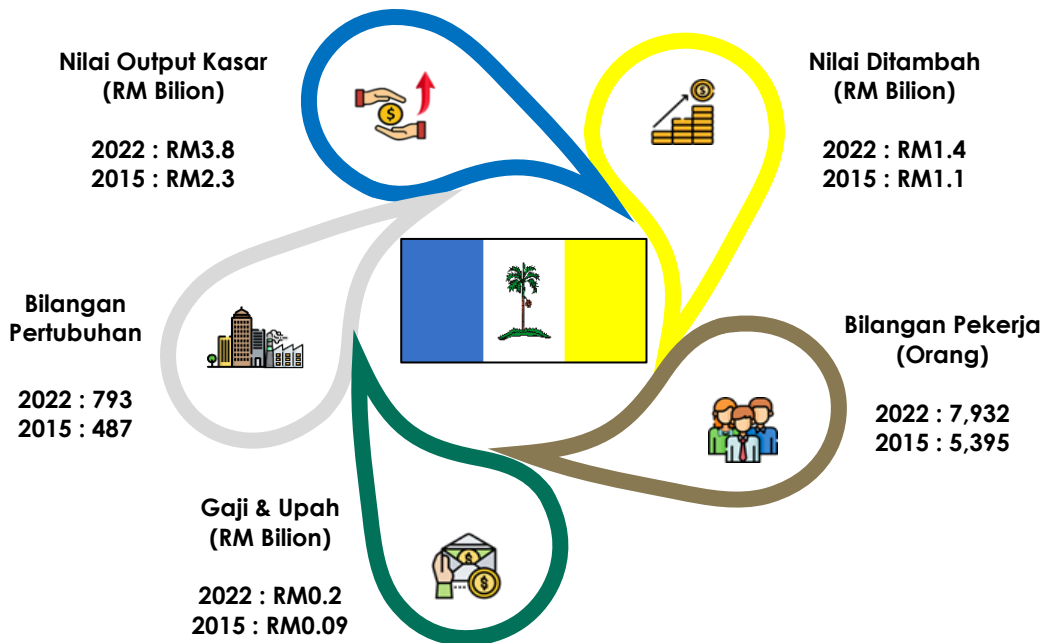 Nilai Output Kasar
(RM Bilion)
2022 : RM3.8
2015 : RM2.3
Nilai Ditambah
(RM Bilion)
2022 : RM1.4
2015 : RM1.1
Bilangan
Pertubuhan
2022 : 793
2015 : 487
Bilangan Pekerja
(Orang)
2022 : 7,932
2015 : 5,395
Gaji & Upah
(RM Bilion)
2022 : RM0.2
2015 : RM0.09